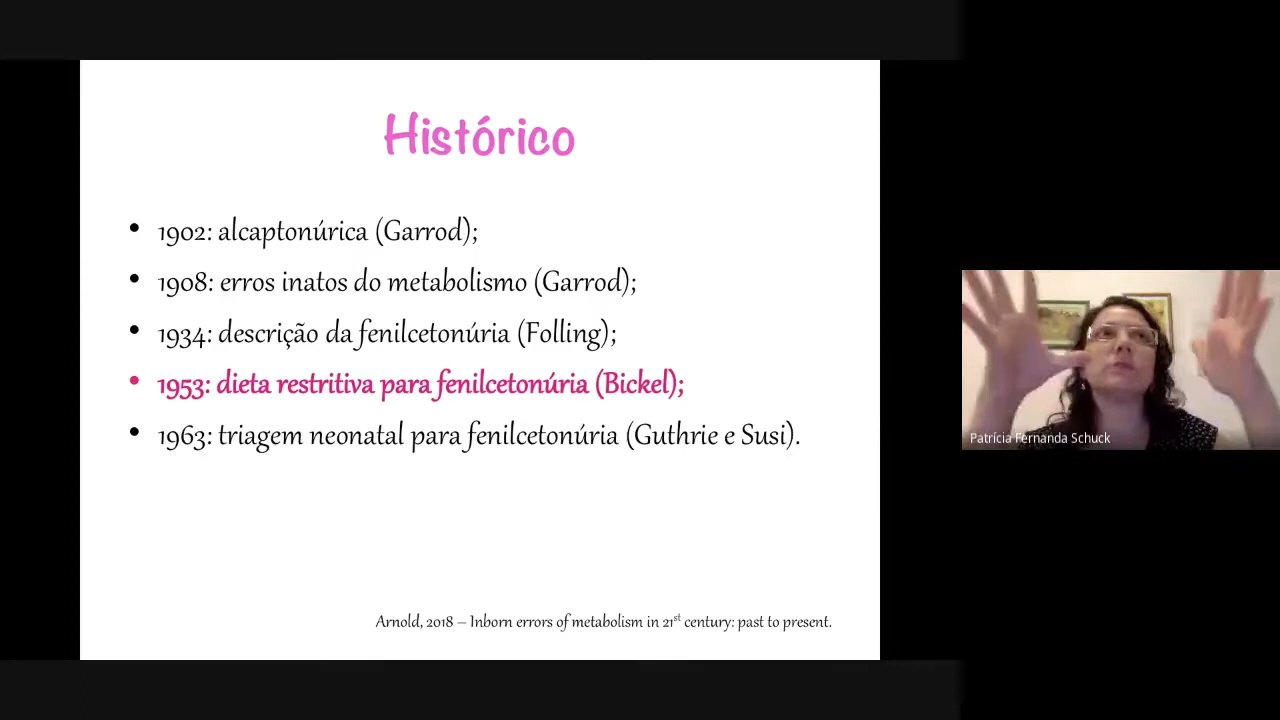 Histórico
• 1902: alcaptonúrica (Garrod);
• 1908: erros inatos do metabolismo (Garrod);
• 1934: descrição da fenilcetonúria (Folling);
• 1953: dieta restritiva para fenilcetonúria (Bickel);
• 1963: triagem neonatal para fenilcetonúria (Guthrie e Susi).
Arnold, 2018 – Inborn errors of metabolism in 21st century: past to present.
Patrícia Fernanda Schuck